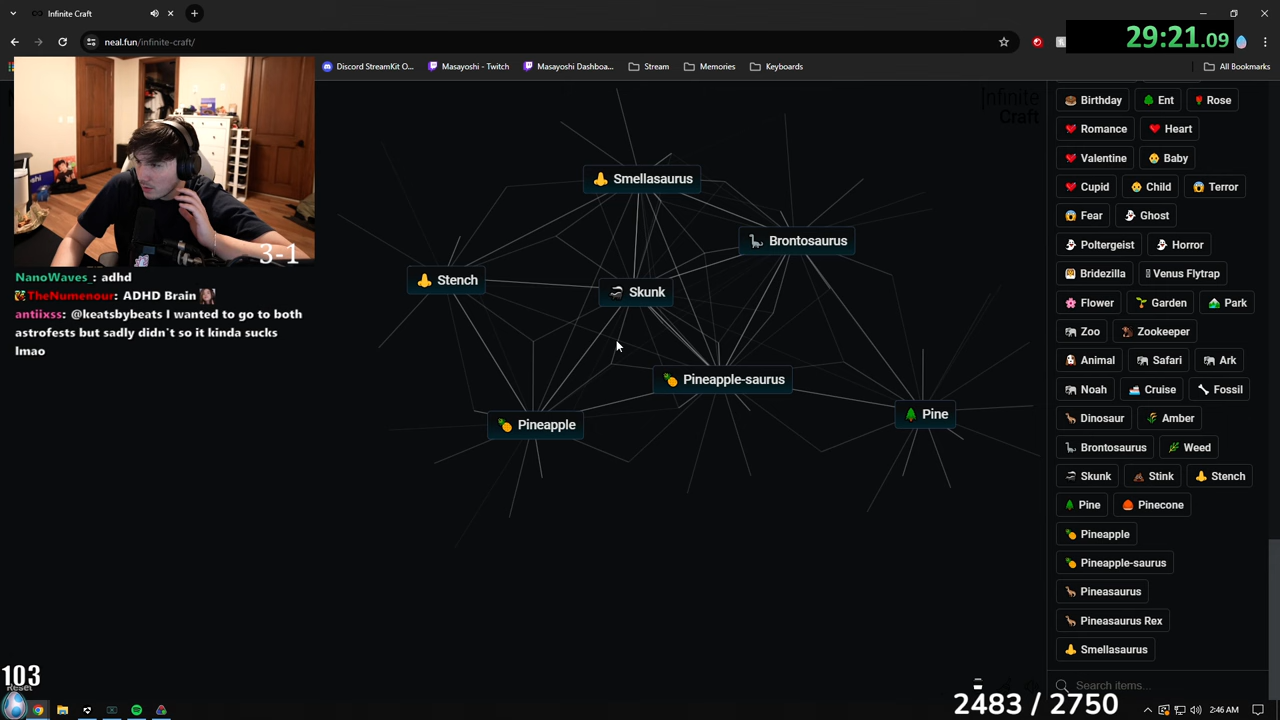 Infinite Craft
29:21.09
neal.fun/infinite-craft/
Discord StreamKit O...
Masayoshi - Twitch
Masayoshi Dashboa...
Stream
Memories
Keyboards
All Bookmarks
Infinite
Craft
3-1
NanoWaves_: adhd
TheNumenour: ADHD Brain
antiixss: @keatsbybeats I wanted to go to both
astrofests but sadly didn't so it kinda sucks
lmao
Smellasaurus
Brontosaurus
Stench
Skunk
Pineapple-saurus
Pine
Pineapple
Birthday Ent Rose
Romance Heart
Valentine Baby
Cupid Child Terror
Fear Ghost
Poltergeist Horror
Bridezilla Venus Flytrap
Flower Garden Park
Zoo Zookeeper
Animal Safari Ark
Noah Cruise Fossil
Dinosaur Amber
Brontosaurus Weed
Skunk Stink Stench
Pine Pinecone
Pineapple
Pineapple-saurus
Pineasaurus
Pineasaurus Rex
Smellasaurus
Search items...
103
Reset
2483 / 2750
2:46 AM